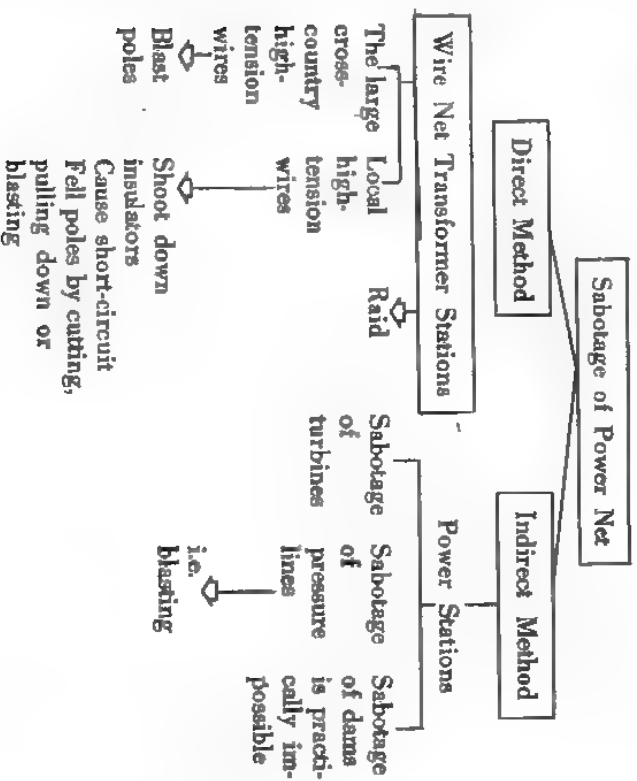 Sabotage of Power Net
Direct Method
Indirect Method
Wire Net Transformer Stations
Power Stations
The large
cross-
country
high-
tension
wires
Blast
poles
Local
high-
tension
wires
Shoot down
insulators
Cause short-circuit
Fell poles by cutting,
pulling down or
blasting
Raid
Sabotage
of
turbines
Sabotage
of
pressure
lines
i.e.
blasting
Sabotage
of dams
is practi-
cally im-
possible